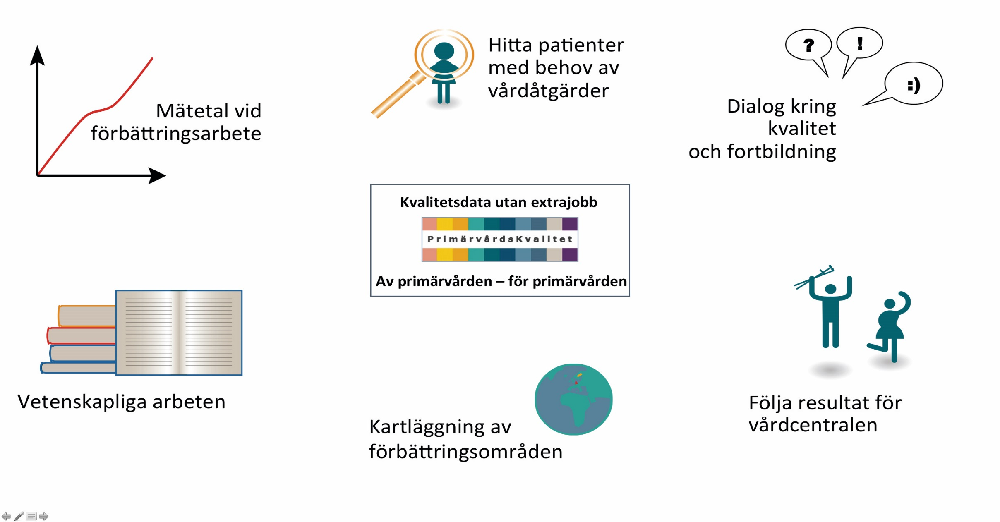 Mätetal vid
förbättringsarbete
Hitta patienter
med behov av
vårdåtgärder
?
!
:)
Dialog kring
kvalitet
och fortbildning
Kvalitetsdata utan extrajobb
PrimärvårdsKvalitet
Av primärvården – för primärvården
Vetenskapliga arbeten
Kartläggning av
förbättringsområden
Följa resultat för
vårdcentralen